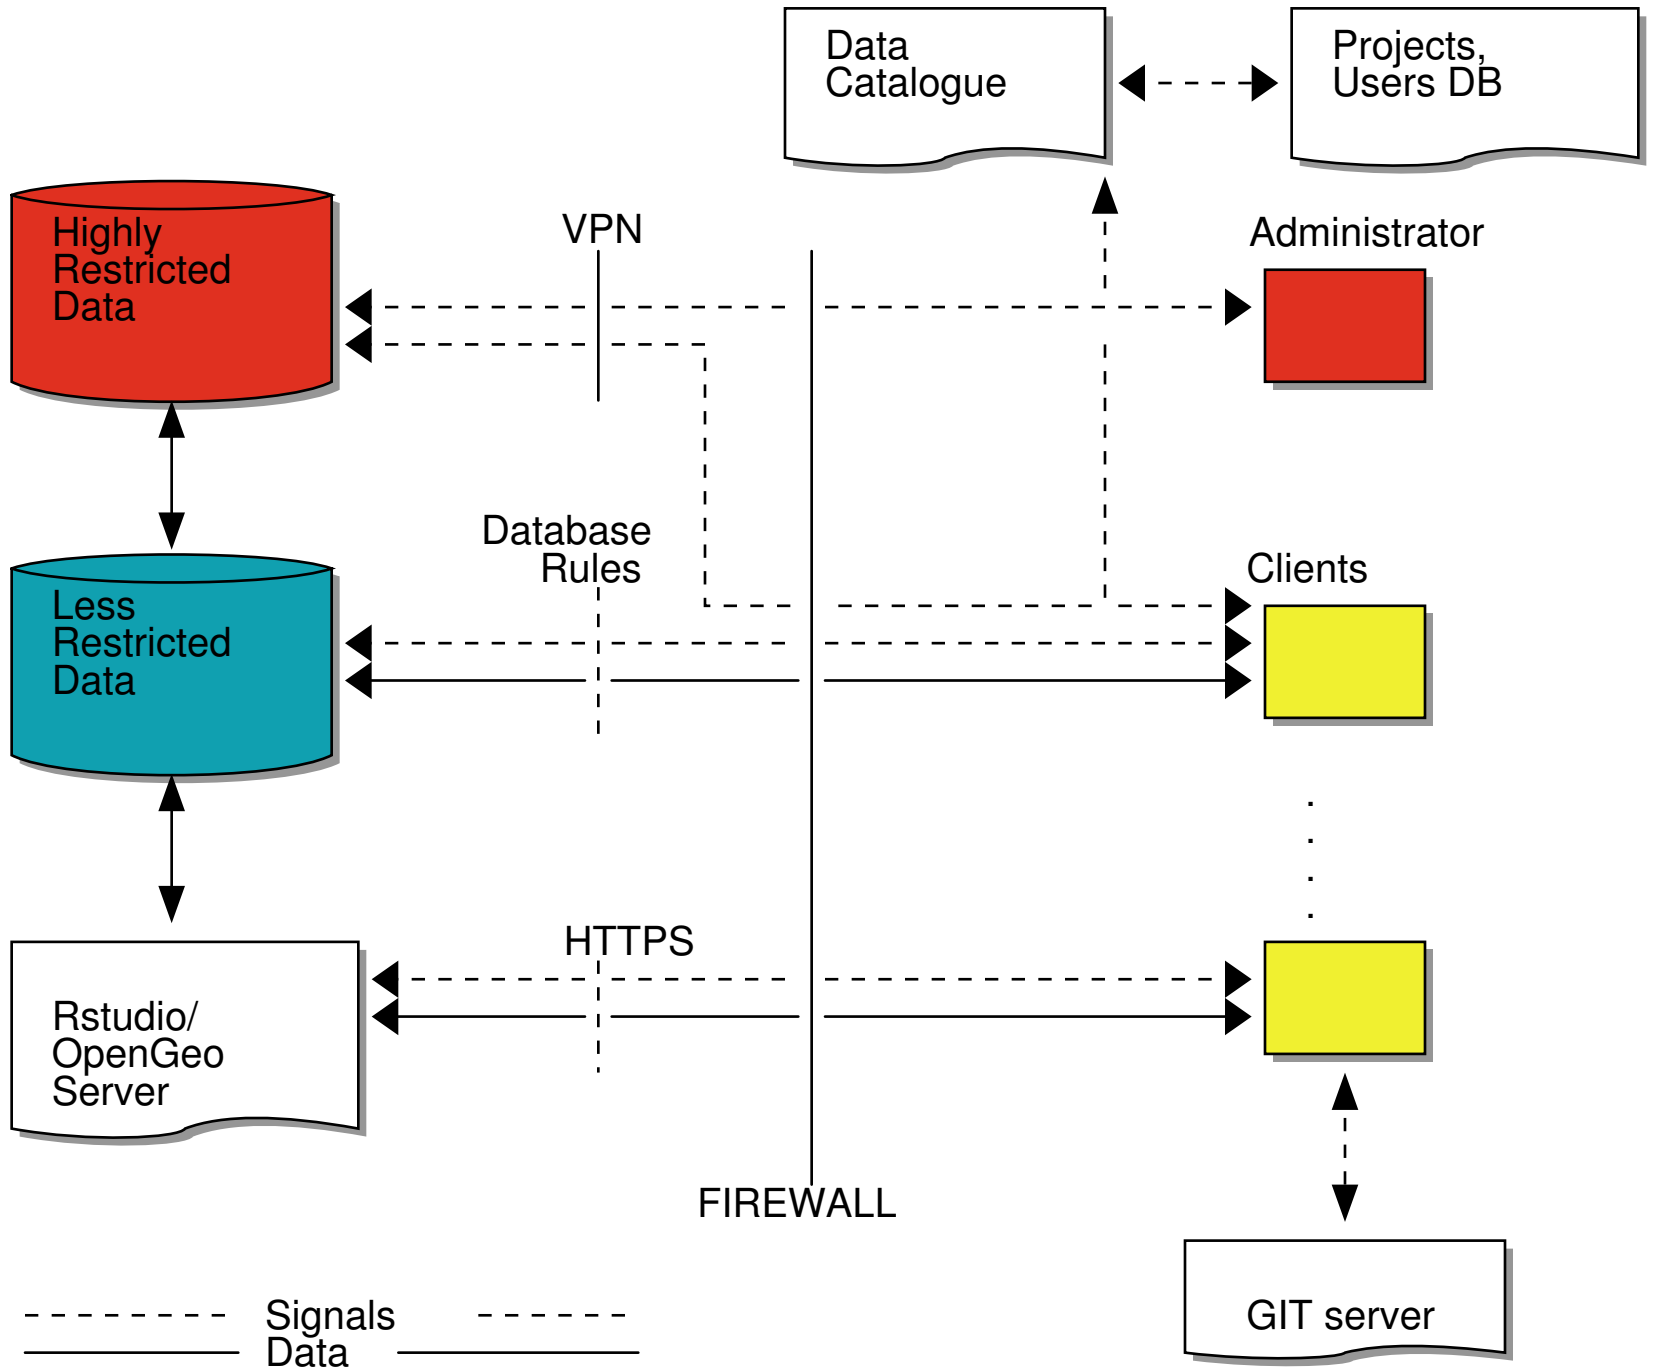 Data
Catalogue
Projects,
Users DB
Highly
Restricted
Data
VPN
Administrator
Database
Rules
Less
Restricted
Data
Clients
HTTPS
Rstudio/
OpenGeo
Server
FIREWALL
Signals
Data
GIT server